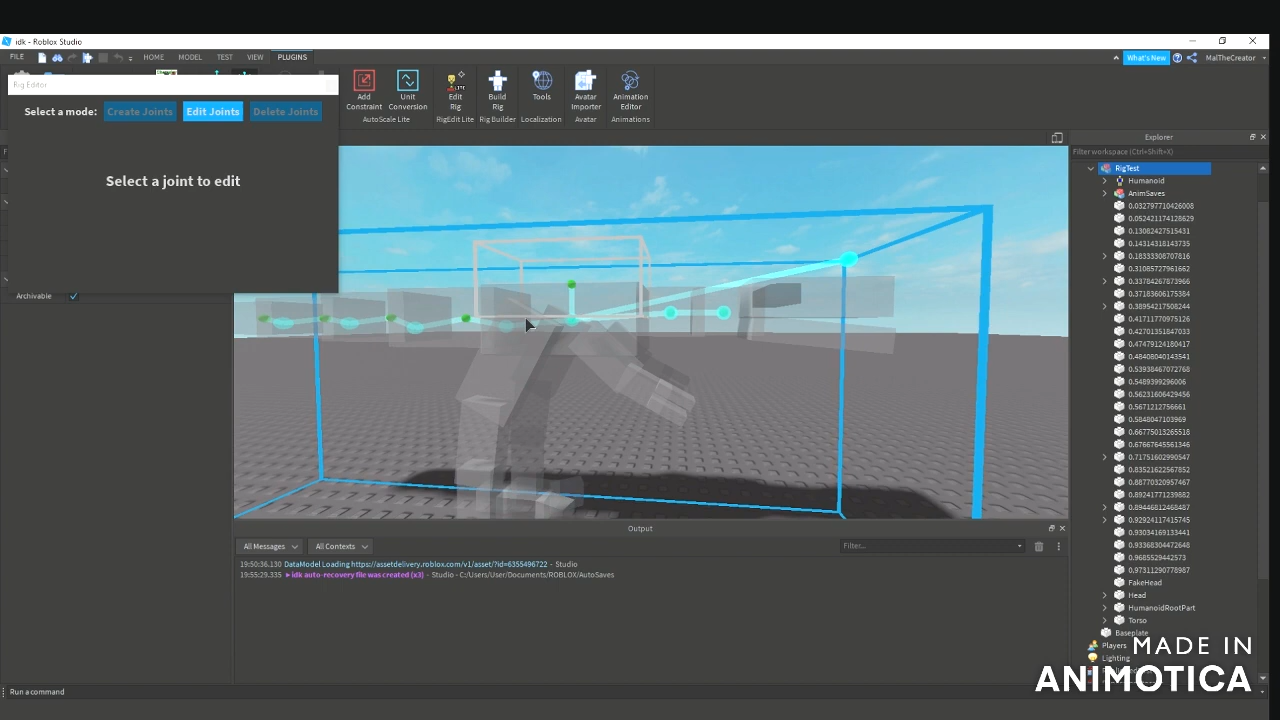 idk - Roblox Studio
FILE HOME MODEL TEST VIEW PLUGINS What's New MalTheCreator
Rig Editor
Select a mode: Create Joints Edit Joints Delete Joints
Select a joint to edit
Add Constraint
Unit Conversion
Edit Rig
Build Rig
Tools
Avatar Importer
Animation Editor
AutoScale Lite RigEdit Lite Rig Builder Localization Avatar Animations
Archivable
Explorer
Filter workspace (Ctrl+Shift+X)
RigTest
Humanoid
AnimSaves
0.032797710426008
0.052421174128629
0.13082427515431
0.14314318143735
0.18333308707816
0.31085727961662
0.33784267873966
0.37183606175384
0.38954217508244
0.41711770975126
0.42701351847033
0.47479124180417
0.48408040143541
0.53938467072768
0.5489399296006
0.56231606429456
0.5671212756661
0.5848047103969
0.66775013265518
0.67667645561346
0.71751602990547
0.83521622567852
0.88770320957467
0.89241771239882
0.89446812468487
0.92924117415745
0.93034169133441
0.93368304472648
0.9685529442573
0.97311290778987
FakeHead
Head
HumanoidRootPart
Torso
Baseplate
Players
Lighting
Output
All Messages All Contexts Filter...
19:50:36.130 DataModel Loading https://assetdelivery.roblox.com/v1/asset/?id=6355496722 - Studio
19:55:29.335 idk auto-recovery file was created (x3) - Studio - C:/Users/User/Documents/ROBLOX/AutoSaves
Run a command
MADE IN
ANIMOTICA